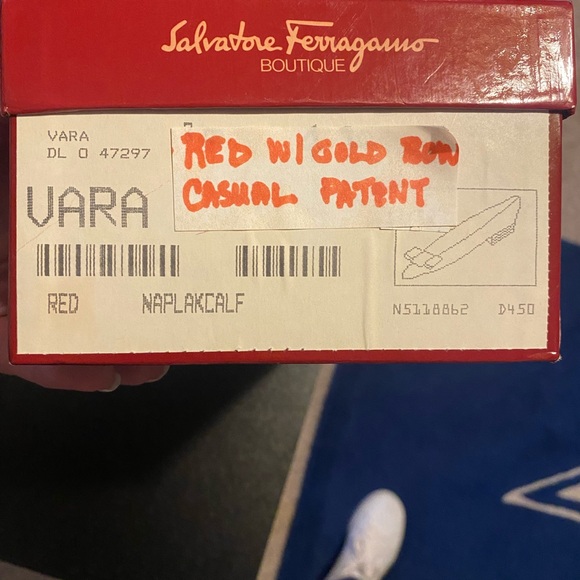 Salvatore Ferragamo
BOUTIQUE
VARA
DL 0 47297
RED W/ GOLD BOW
CASUAL PATENT
VARA
RED NAPLAKCALF
N5118862 D450